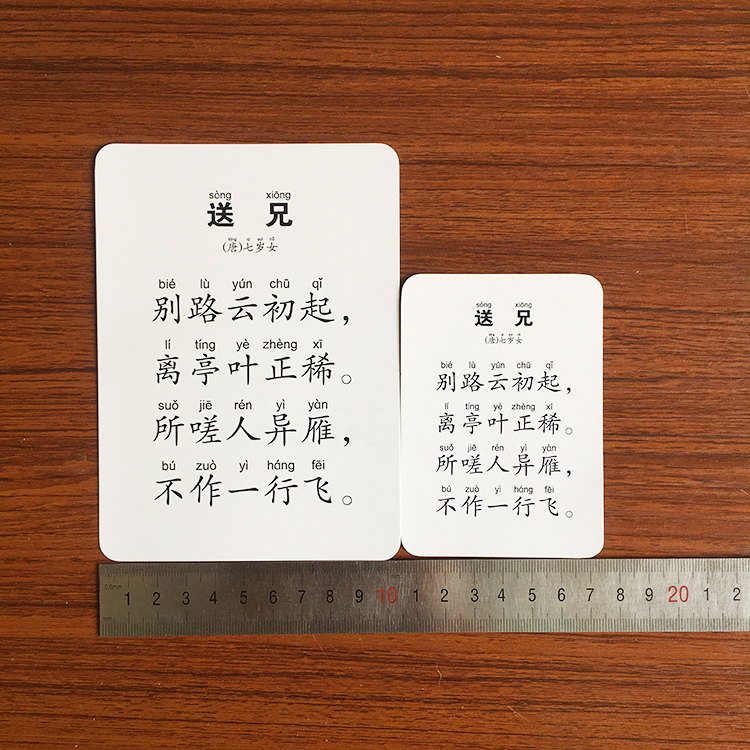 sòng xiōng
送 兄
(唐)七岁女
bié lù yún chū qǐ
别路云初起，
lí tíng yè zhèng xī
离亭叶正稀。
suǒ jiē rén yì yàn
所嗟人异雁，
bú zuò yì háng fēi
不作一行飞。
sòng xiōng
送 兄
(唐)七岁女
bié lù yún chū qǐ
别路云初起，
lí tíng yè zhèng xī
离亭叶正稀。
suǒ jiē rén yì yàn
所嗟人异雁，
bú zuò yì háng fēi
不作一行飞。
0.5mm 1 2 3 4 5 6 7 8 9 10 1 2 3 4 5 6 7 8 9 20 1 2